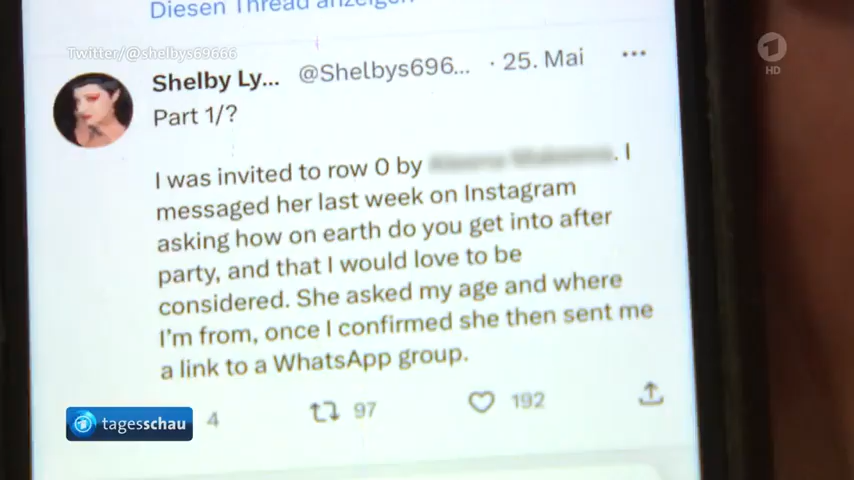 Diesen Thread anzeigen
Twitter/@shelbys69666
1
HD
Shelby Ly... @Shelbys696... · 25. Mai
Part 1/?
I was invited to row 0 by . I
messaged her last week on Instagram
asking how on earth do you get into after
party, and that I would love to be
considered. She asked my age and where
I'm from, once I confirmed she then sent me
a link to a WhatsApp group.
4 97 192
tagesschau